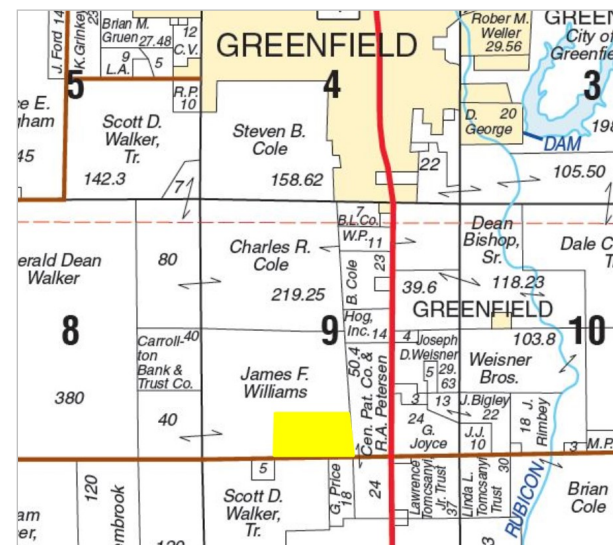 J. Ford 14
K.Grinkey
23
Brian M.
Gruen 27.48
9
L.A.
5
12
C.V.
GREENFIELD
Rober M.
Weller
29.56
GREEN
City of
Greenfie
5
4
3
ce E.
gham
45
R.P.
10
Scott D.
Walker,
Tr.
142.3
7
Steven B.
Cole
158.62
22
D.
George
20
DAM
198
105.50
7
B.L.Co.
W.P.
11
Dean
Bishop,
Sr.
118.23
Dale C
T
erald Dean
Walker
80
Charles R.
Cole
219.25
B. Cole
23
39.6
GREENFIELD
8
9
10
Hog,
Inc.
14
4
103.8
Carroll-
ton
Bank &
Trust Co.
40
380
40
James F.
Williams
50.4
Cen. Pat. Co. &
R.A. Petersen
Joseph
D.Weisner
5
29.
63
Weisner
Bros.
3
13
24
G.
Joyce
J.Bigley
22
J.J.
10
18
J.
Rimbey
3
M.P.
120
mbrook
am
er,
120
5
Scott D.
Walker,
Tr.
G. Price
18
24
Lawrence
Tomcsanyi,
Jr. Trust
37
Linda L.
Tomcsanyi
Trust
30
3
RUBICON
Brian
Cole